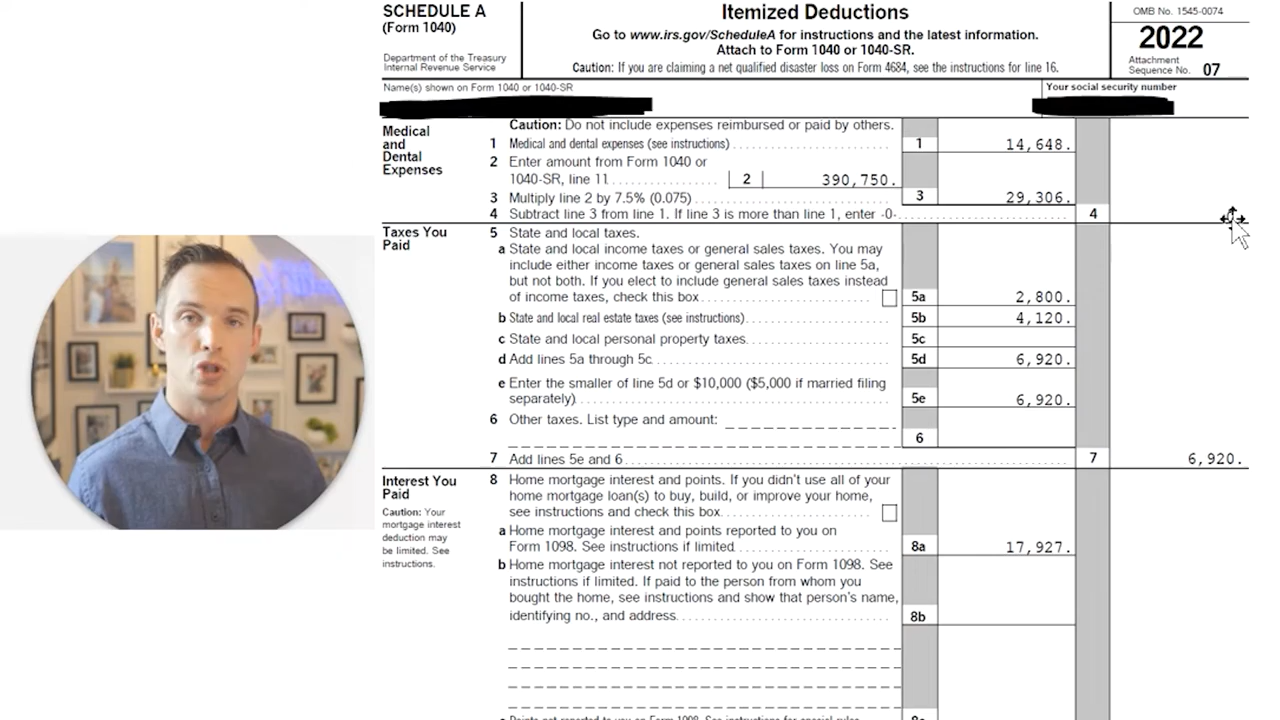 SCHEDULE A
(Form 1040)
Department of the Treasury
Internal Revenue Service
Itemized Deductions
Go to www.irs.gov/ScheduleA for instructions and the latest information.
Attach to Form 1040 or 1040-SR.
Caution: If you are claiming a net qualified disaster loss on Form 4684, see the instructions for line 16.
OMB No. 1545-0074
2022
Attachment
Sequence No. 07
Name(s) shown on Form 1040 or 1040-SR
Your social security number
Medical
and
Dental
Expenses
Caution: Do not include expenses reimbursed or paid by others.
1 Medical and dental expenses (see instructions) 1 14,648.
2 Enter amount from Form 1040 or
1040-SR, line 11 2 390,750.
3 Multiply line 2 by 7.5% (0.075) 3 29,306.
4 Subtract line 3 from line 1. If line 3 is more than line 1, enter -0- 4
Taxes You
Paid
5 State and local taxes.
a State and local income taxes or general sales taxes. You may
include either income taxes or general sales taxes on line 5a,
but not both. If you elect to include general sales taxes instead
of income taxes, check this box 5a 2,800.
b State and local real estate taxes (see instructions) 5b 4,120.
c State and local personal property taxes 5c
d Add lines 5a through 5c 5d 6,920.
e Enter the smaller of line 5d or $10,000 ($5,000 if married filing
separately) 5e 6,920.
6 Other taxes. List type and amount:
6
7 Add lines 5e and 6 7 6,920.
Interest You
Paid
Caution: Your
mortgage interest
deduction may
be limited. See
instructions.
8 Home mortgage interest and points. If you didn't use all of your
home mortgage loan(s) to buy, build, or improve your home,
see instructions and check this box
a Home mortgage interest and points reported to you on
Form 1098. See instructions if limited 8a 17,927.
b Home mortgage interest not reported to you on Form 1098. See
instructions if limited. If paid to the person from whom you
bought the home, see instructions and show that person's name,
identifying no., and address 8b